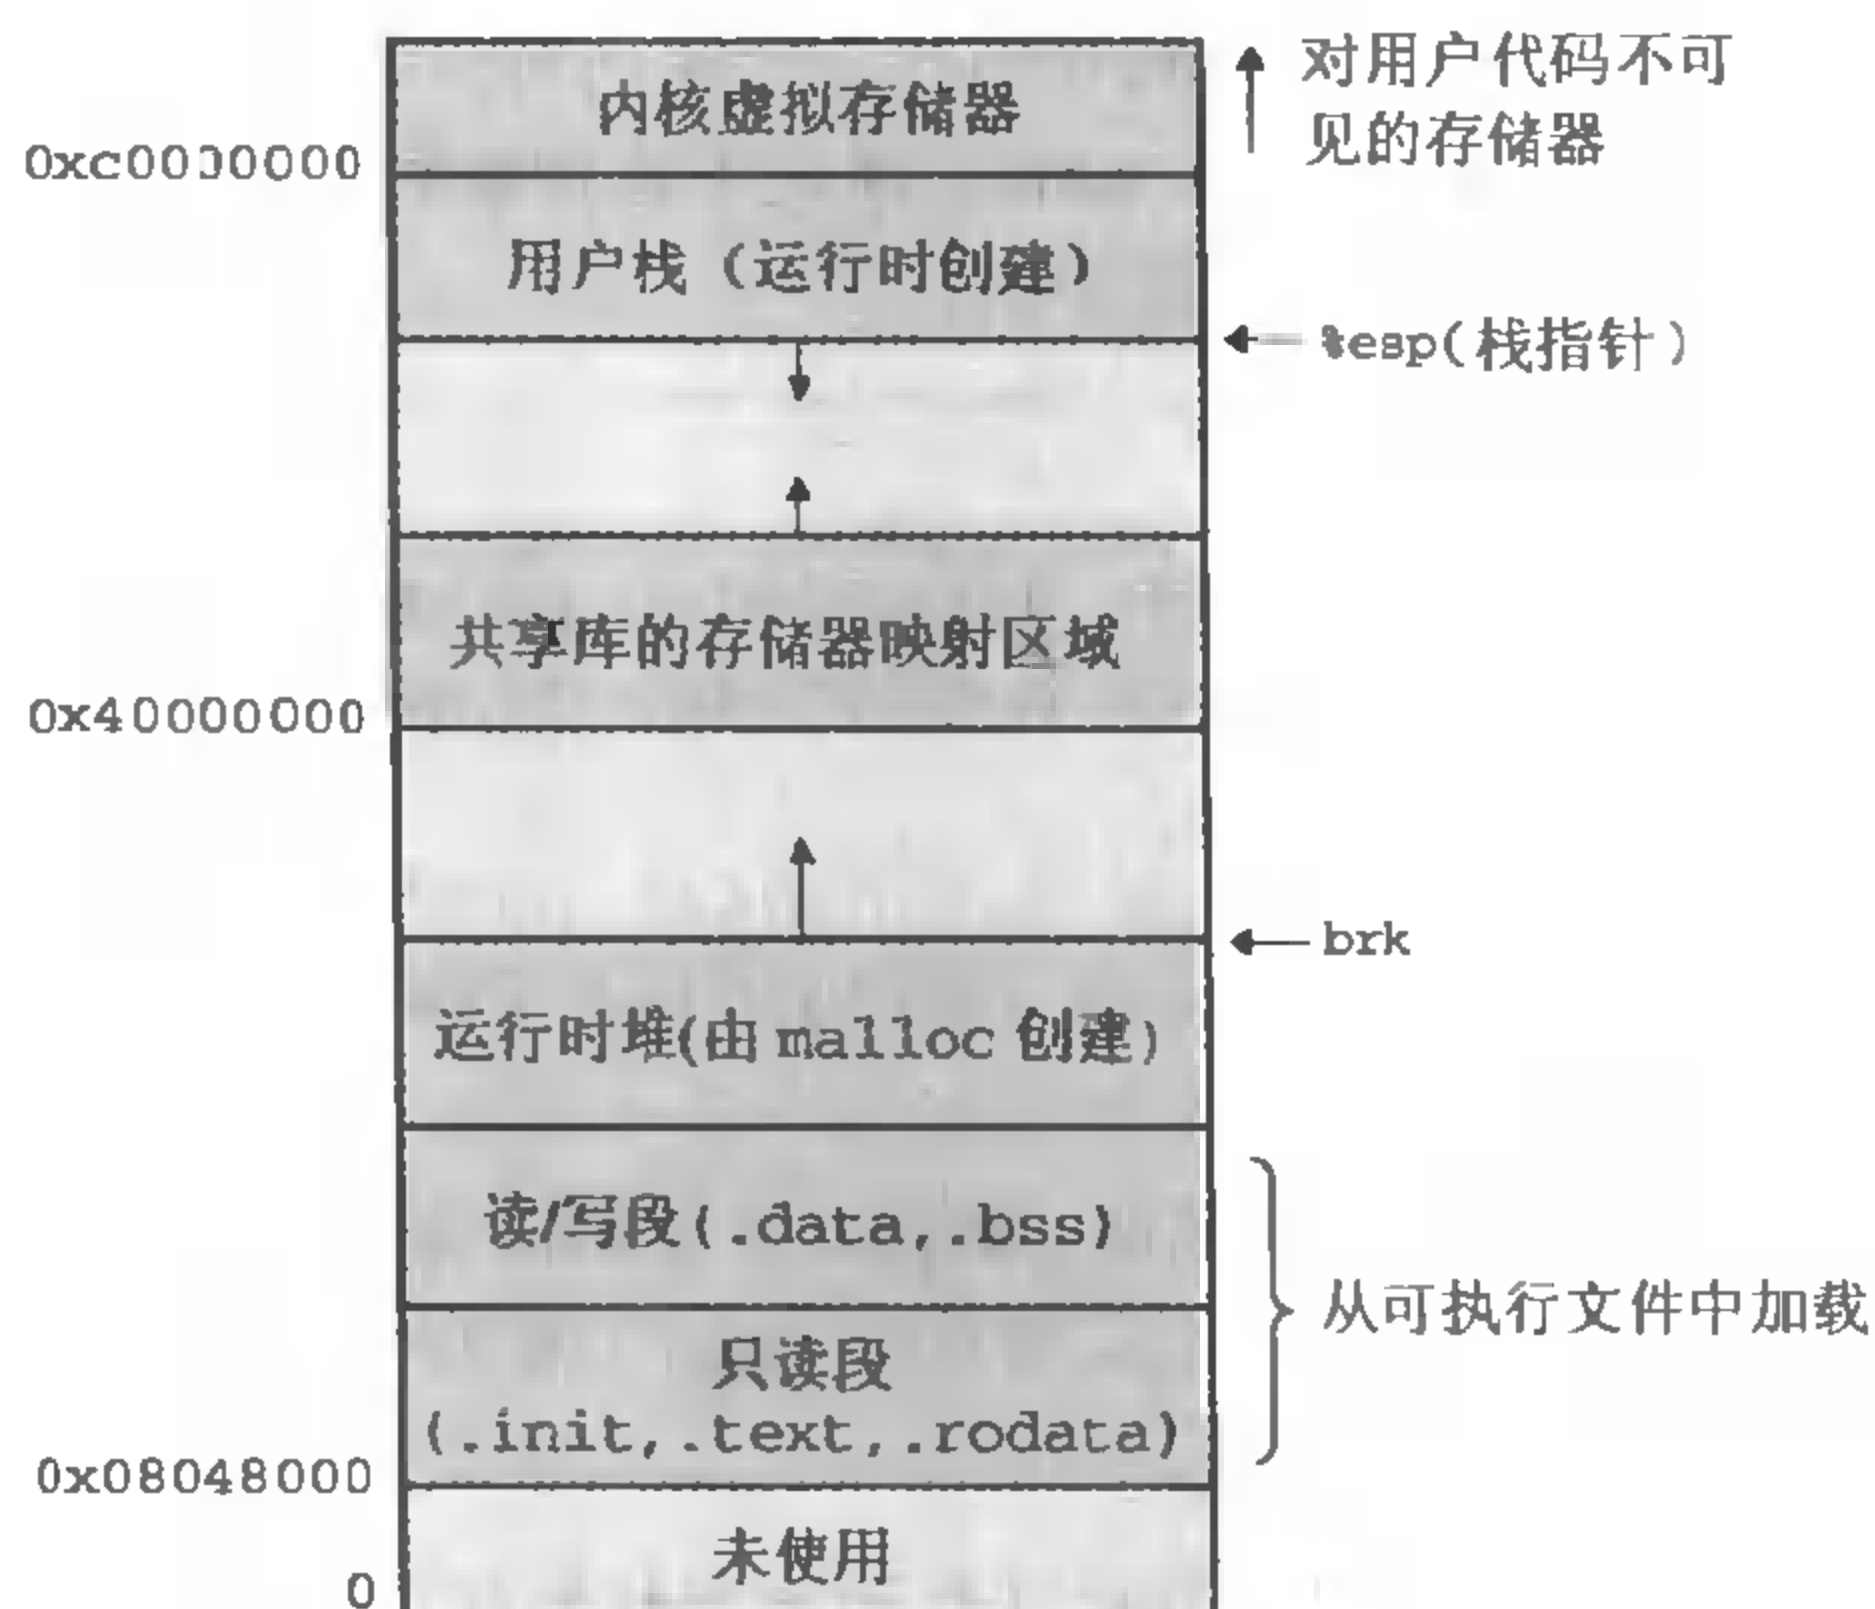 内核虚拟存储器
对用户代码不可
见的存储器
0xc0000000
用户栈（运行时创建）
%esp(栈指针)
共享库的存储器映射区域
0x40000000
brk
运行时堆(由 malloc 创建)
读/写段(.data,.bss)
从可执行文件中加载
只读段
(.init,.text,.rodata)
0x08048000
未使用
0